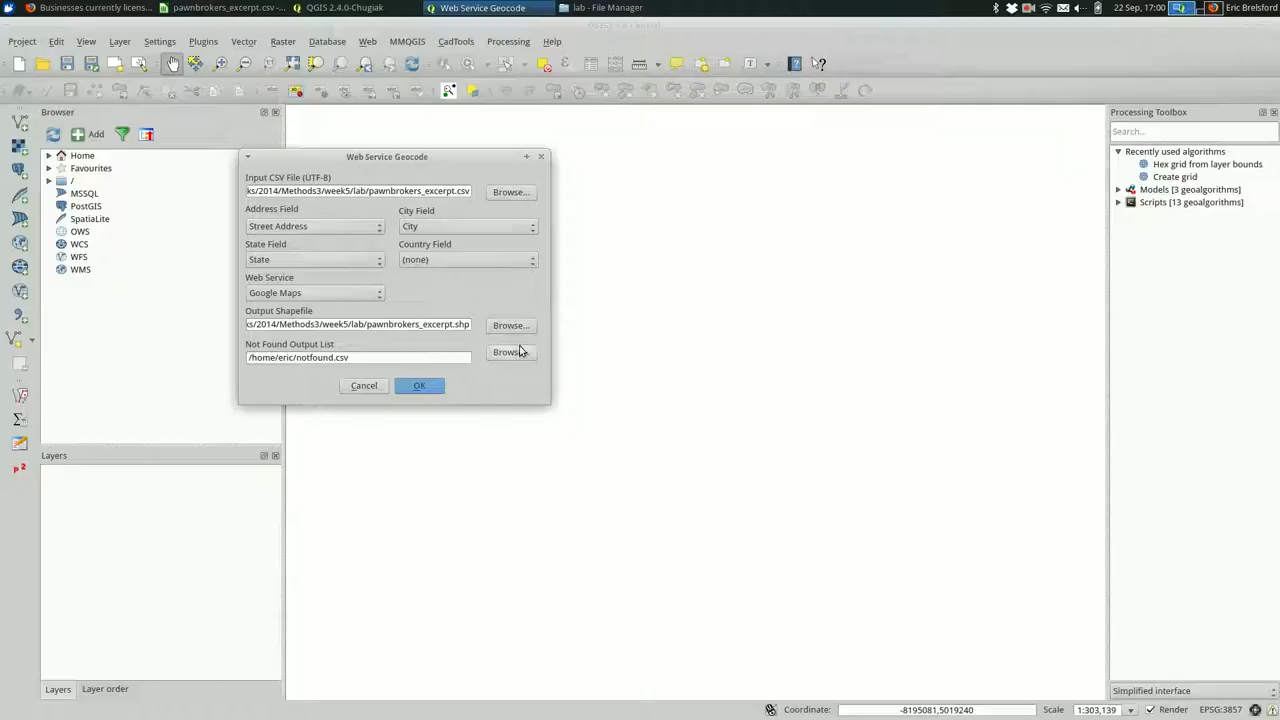 Businesses currently licens...
pawnbrokers_excerpt.csv -
QGIS 2.4.0-Chugiak
Web Service Geocode
lab - File Manager
22 Sep, 17:00
Eric Brelsford
Project Edit View Layer Settings Plugins Vector Raster Database Web MMQGIS CadTools Processing Help
Browser
Add
Home
Favourites
/
MSSQL
PostGIS
SpatiaLite
OWS
WCS
WFS
WMS
Layers
Layers Layer order
Web Service Geocode
Input CSV File (UTF-8)
ks/2014/Methods3/week5/lab/pawnbrokers_excerpt.csv Browse...
Address Field City Field
Street Address City
State Field Country Field
State (none)
Web Service
Google Maps
Output Shapefile
ks/2014/Methods3/week5/lab/pawnbrokers_excerpt.shp Browse...
Not Found Output List
/home/eric/notfound.csv
Cancel OK
Processing Toolbox
Search...
Recently used algorithms
Hex grid from layer bounds
Create grid
Models [3 geoalgorithms]
Scripts [13 geoalgorithms]
Simplified interface
Coordinate: -8195081,5019240 Scale 1:303,139 Render EPSG:3857